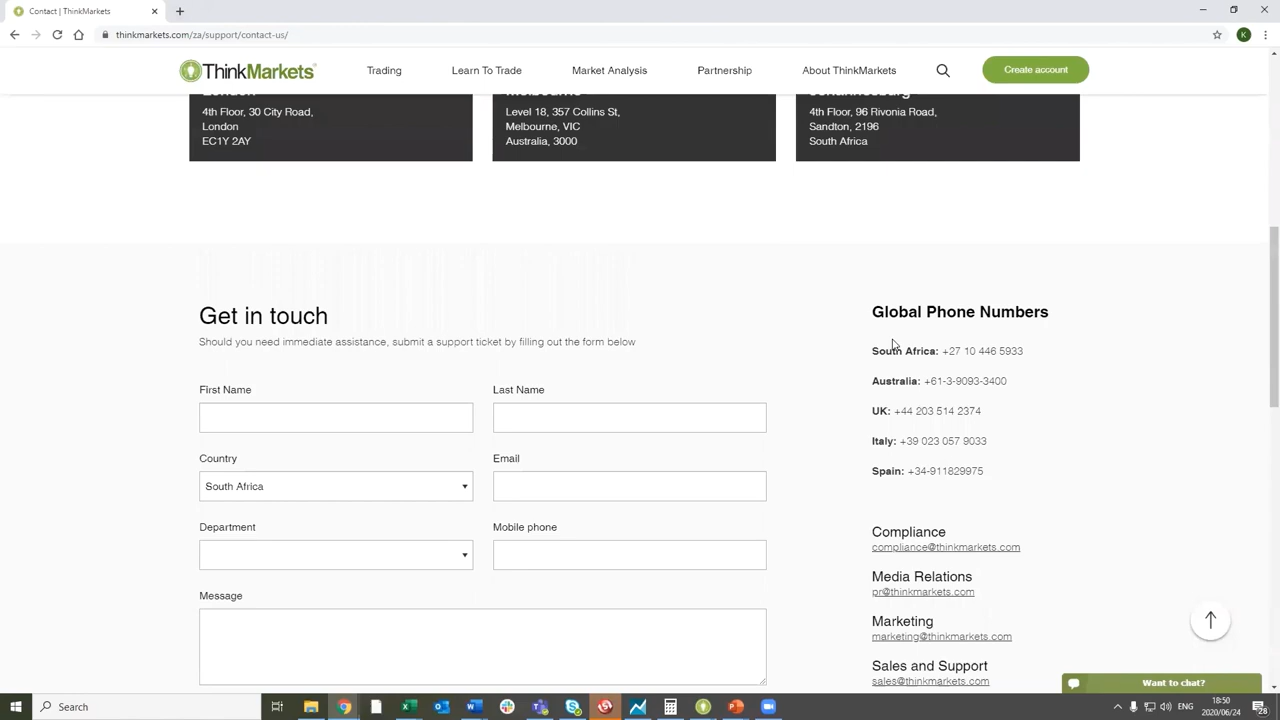 Contact | ThinkMarkets
thinkmarkets.com/za/support/contact-us/
K
ThinkMarkets
Trading
Learn To Trade
Market Analysis
Partnership
About ThinkMarkets
Create account
London
4th Floor, 30 City Road,
London
EC1Y 2AY
Melbourne
Level 18, 357 Collins St,
Melbourne, VIC
Australia, 3000
Johannesburg
4th Floor, 96 Rivonia Road,
Sandton, 2196
South Africa
Get in touch
Should you need immediate assistance, submit a support ticket by filling out the form below
First Name
Last Name
Country
Email
South Africa
Department
Mobile phone
Message
Global Phone Numbers
South Africa: +27 10 446 5933
Australia: +61-3-9093-3400
UK: +44 203 514 2374
Italy: +39 023 057 9033
Spain: +34-911829975
Compliance
compliance@thinkmarkets.com
Media Relations
pr@thinkmarkets.com
Marketing
marketing@thinkmarkets.com
Sales and Support
sales@thinkmarkets.com
Want to chat?
Search
ENG
18:50
2020/06/24
28